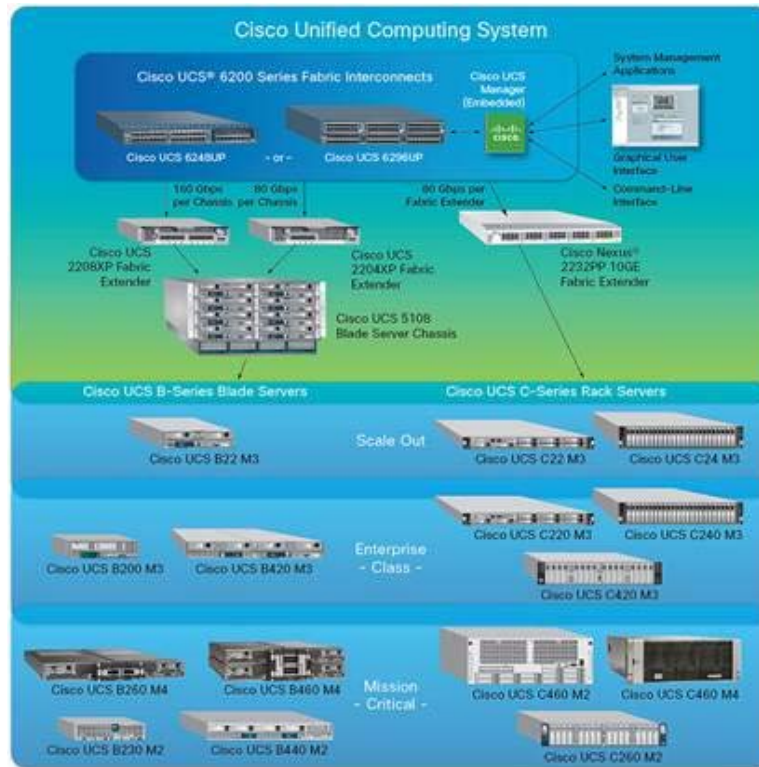 Cisco Unified Computing System
Cisco UCS® 6200 Series Fabric Interconnects
Cisco UCS
Manager
(Embedded)
System Management
Applications
CISCO
Cisco UCS 6248UP
- or -
Cisco UCS 6296UP
Graphical User
Interface
Command-Line
Interface
160 Gbps
per Chassis
80 Gbps
per Chassis
80 Gbps per
Fabric Extender
Cisco UCS
2208XP Fabric
Extender
Cisco UCS
2204XP Fabric
Extender
Cisco Nexus®
2232PP 10GE
Fabric Extender
Cisco UCS 5108
Blade Server Chassis
Cisco UCS B-Series Blade Servers
Cisco UCS C-Series Rack Servers
Scale Out
Cisco UCS B22 M3
Cisco UCS C22 M3
Cisco UCS C24 M3
Enterprise
- Class -
Cisco UCS B200 M3
Cisco UCS B420 M3
Cisco UCS C220 M3
Cisco UCS C240 M3
Cisco UCS C420 M3
Mission
- Critical -
Cisco UCS B260 M4
Cisco UCS B460 M4
Cisco UCS C460 M2
Cisco UCS C460 M4
Cisco UCS B230 M2
Cisco UCS B440 M2
Cisco UCS C260 M2